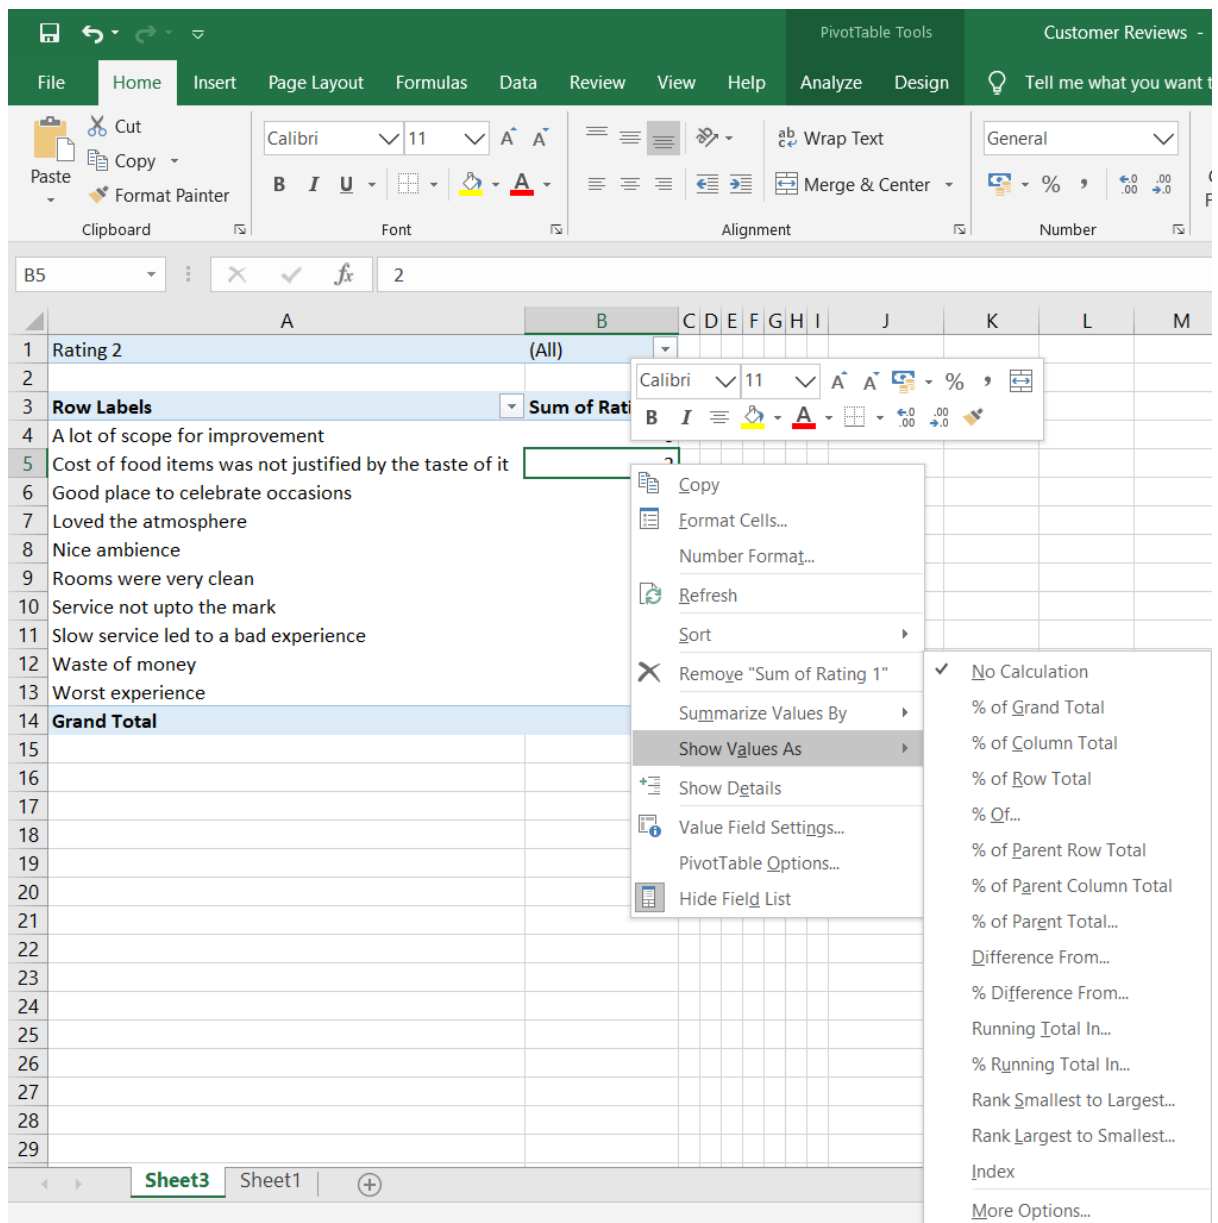 PivotTable Tools
Customer Reviews -
File Home Insert Page Layout Formulas Data Review View Help Analyze Design Tell me what you want t
Paste
Cut
Copy
Format Painter
Clipboard
Calibri 11
B I U
Font
Wrap Text
Merge & Center
Alignment
General
Number
B5 fx 2
A B C D E F G H I J K L M
1 Rating 2 (All)
2
3 Row Labels Sum of Rati
4 A lot of scope for improvement
5 Cost of food items was not justified by the taste of it 2
6 Good place to celebrate occasions
7 Loved the atmosphere
8 Nice ambience
9 Rooms were very clean
10 Service not upto the mark
11 Slow service led to a bad experience
12 Waste of money
13 Worst experience
14 Grand Total
15
16
17
18
19
20
21
22
23
24
25
26
27
28
29
Calibri 11 A A %
B I A
Copy
Format Cells...
Number Format...
Refresh
Sort
Remove "Sum of Rating 1"
Summarize Values By
Show Values As
Show Details
Value Field Settings...
PivotTable Options...
Hide Field List
No Calculation
% of Grand Total
% of Column Total
% of Row Total
% Of...
% of Parent Row Total
% of Parent Column Total
% of Parent Total...
Difference From...
% Difference From...
Running Total In...
% Running Total In...
Rank Smallest to Largest...
Rank Largest to Smallest...
Index
More Options...
Sheet3 Sheet1